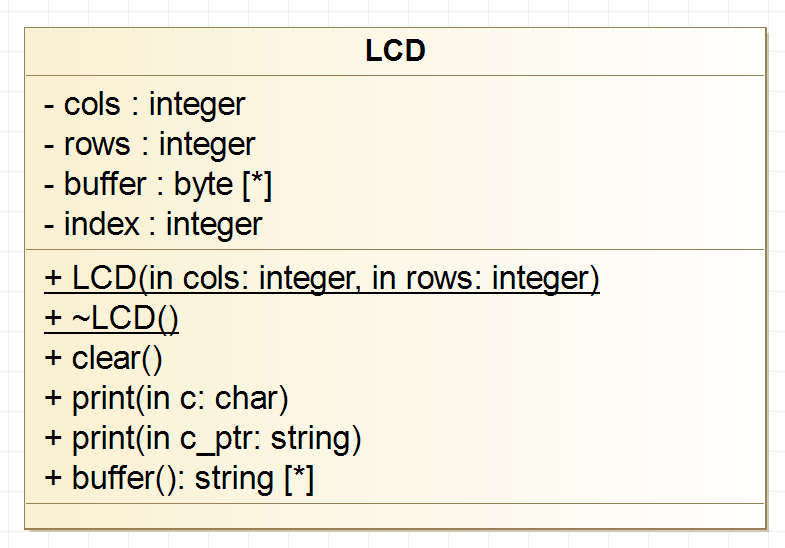 LCD
- cols : integer
- rows : integer
- buffer : byte [*]
- index : integer
+ LCD(in cols: integer, in rows: integer)
+ ~LCD()
+ clear()
+ print(in c: char)
+ print(in c_ptr: string)
+ buffer(): string [*]